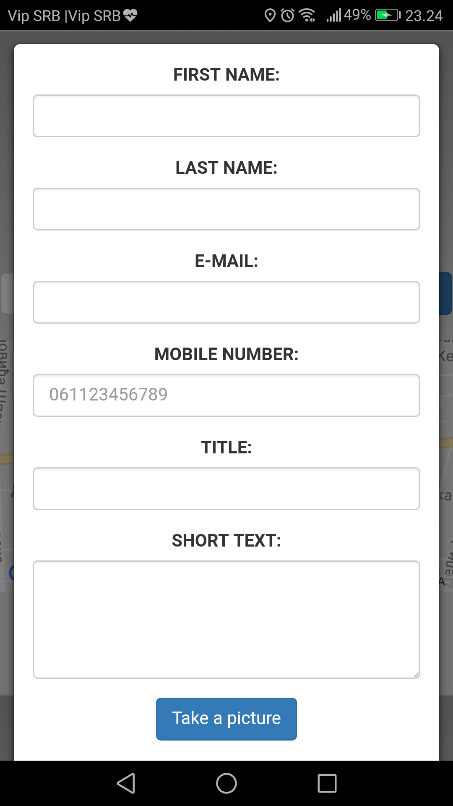 Vip SRB |Vip SRB 49% 23.24
FIRST NAME:
LAST NAME:
E-MAIL:
MOBILE NUMBER:
061123456789
TITLE:
SHORT TEXT:
Take a picture